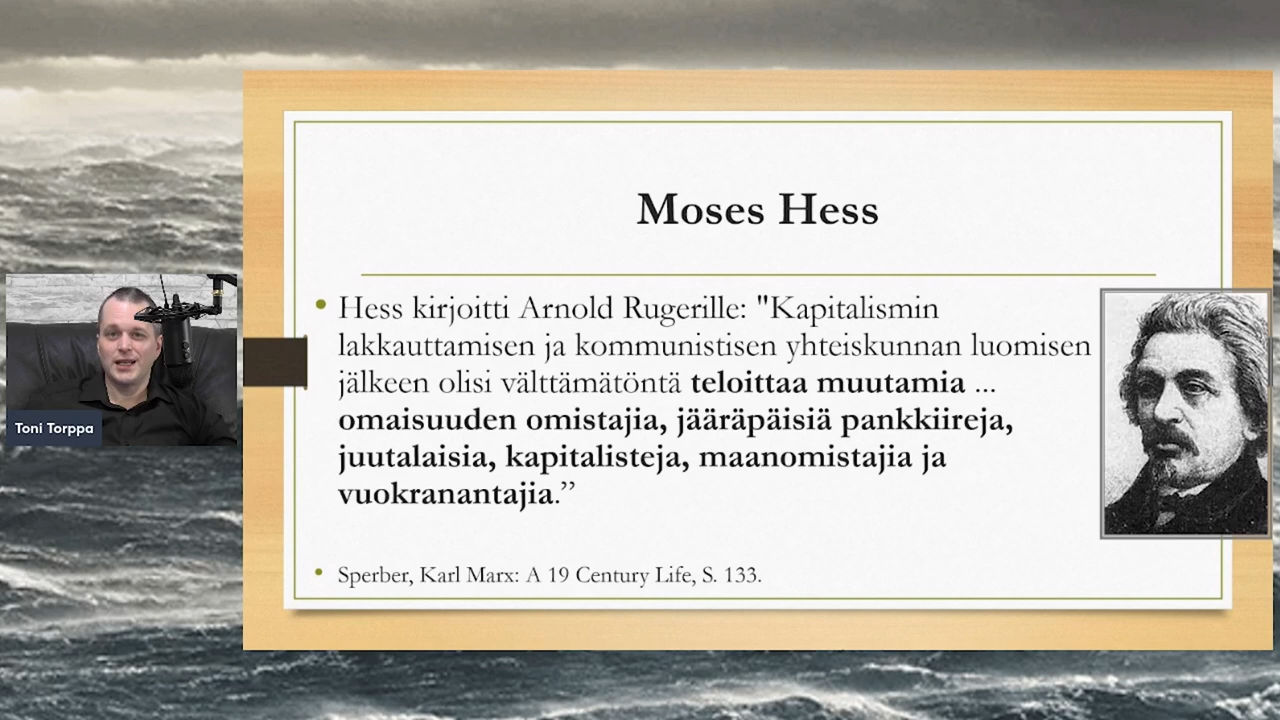 Moses Hess
Hess kirjoitti Arnold Rugerille: "Kapitalismin
lakkauttamisen ja kommunistisen yhteiskunnan luomisen
jälkeen olisi välttämätöntä teloittaa muutamia ...
omaisuuden omistajia, jääräpäisiä pankkiireja,
juutalaisia, kapitalisteja, maanomistajia ja
vuokranantajia.”
Sperber, Karl Marx: A 19 Century Life, S. 133.
Toni Torppa